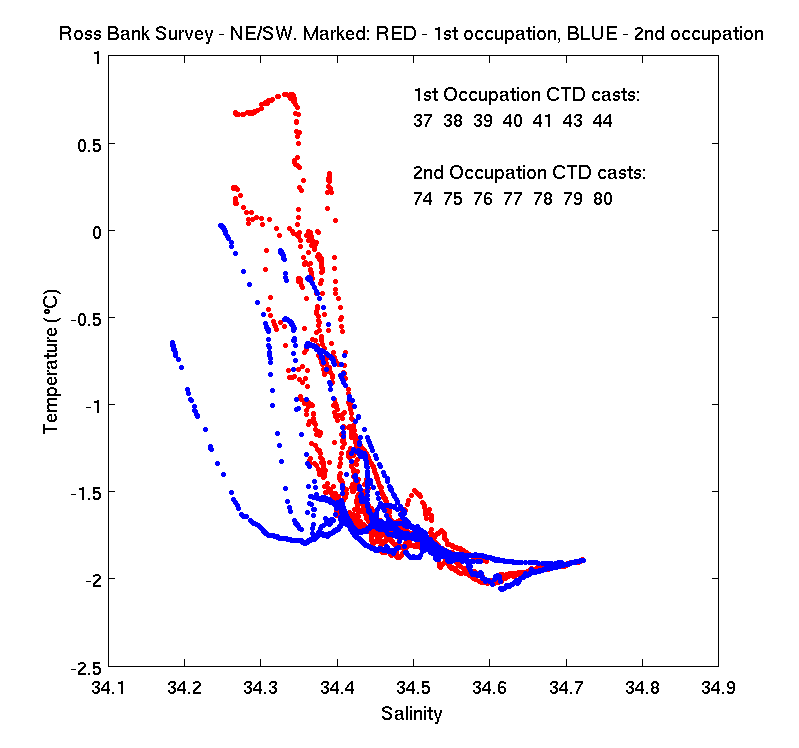 Ross Bank Survey - NE/SW. Marked: RED - 1st occupation, BLUE - 2nd occupation
1st Occupation CTD casts:
37 38 39 40 41 43 44
2nd Occupation CTD casts:
74 75 76 77 78 79 80
1
0.5
0
-0.5
-1
-1.5
-2
-2.5
Temperature (°C)
34.1 34.2 34.3 34.4 34.5 34.6 34.7 34.8 34.9
Salinity